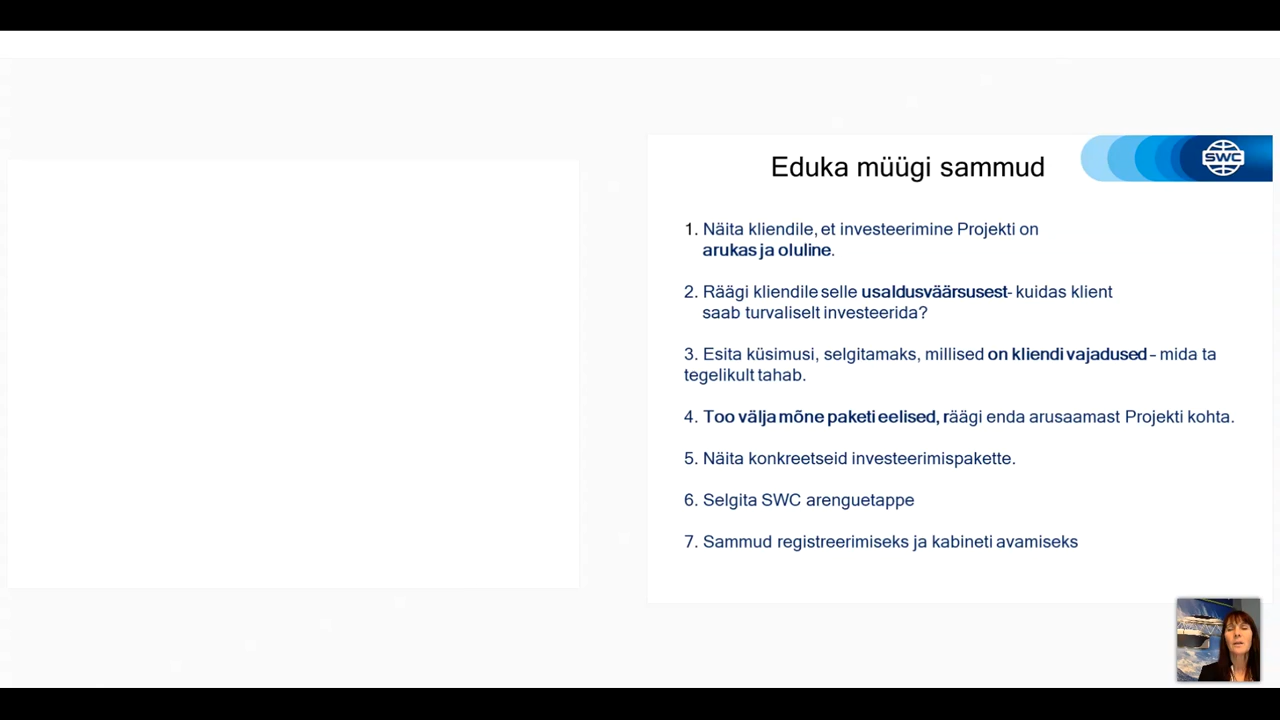 SWC
Eduka müügi sammud
1. Näita kliendile, et investeerimine Projekti on
arukas ja oluline.
2. Räägi kliendile selle usaldusväärsusest- kuidas klient
saab turvaliselt investeerida?
3. Esita küsimusi, selgitamaks, millised on kliendi vajadused – mida ta
tegelikult tahab.
4. Too välja mõne paketi eelised, räägi enda arusaamast Projekti kohta.
5. Näita konkreetseid investeerimispakette.
6. Selgita SWC arenguetappe
7. Sammud registreerimiseks ja kabineti avamiseks